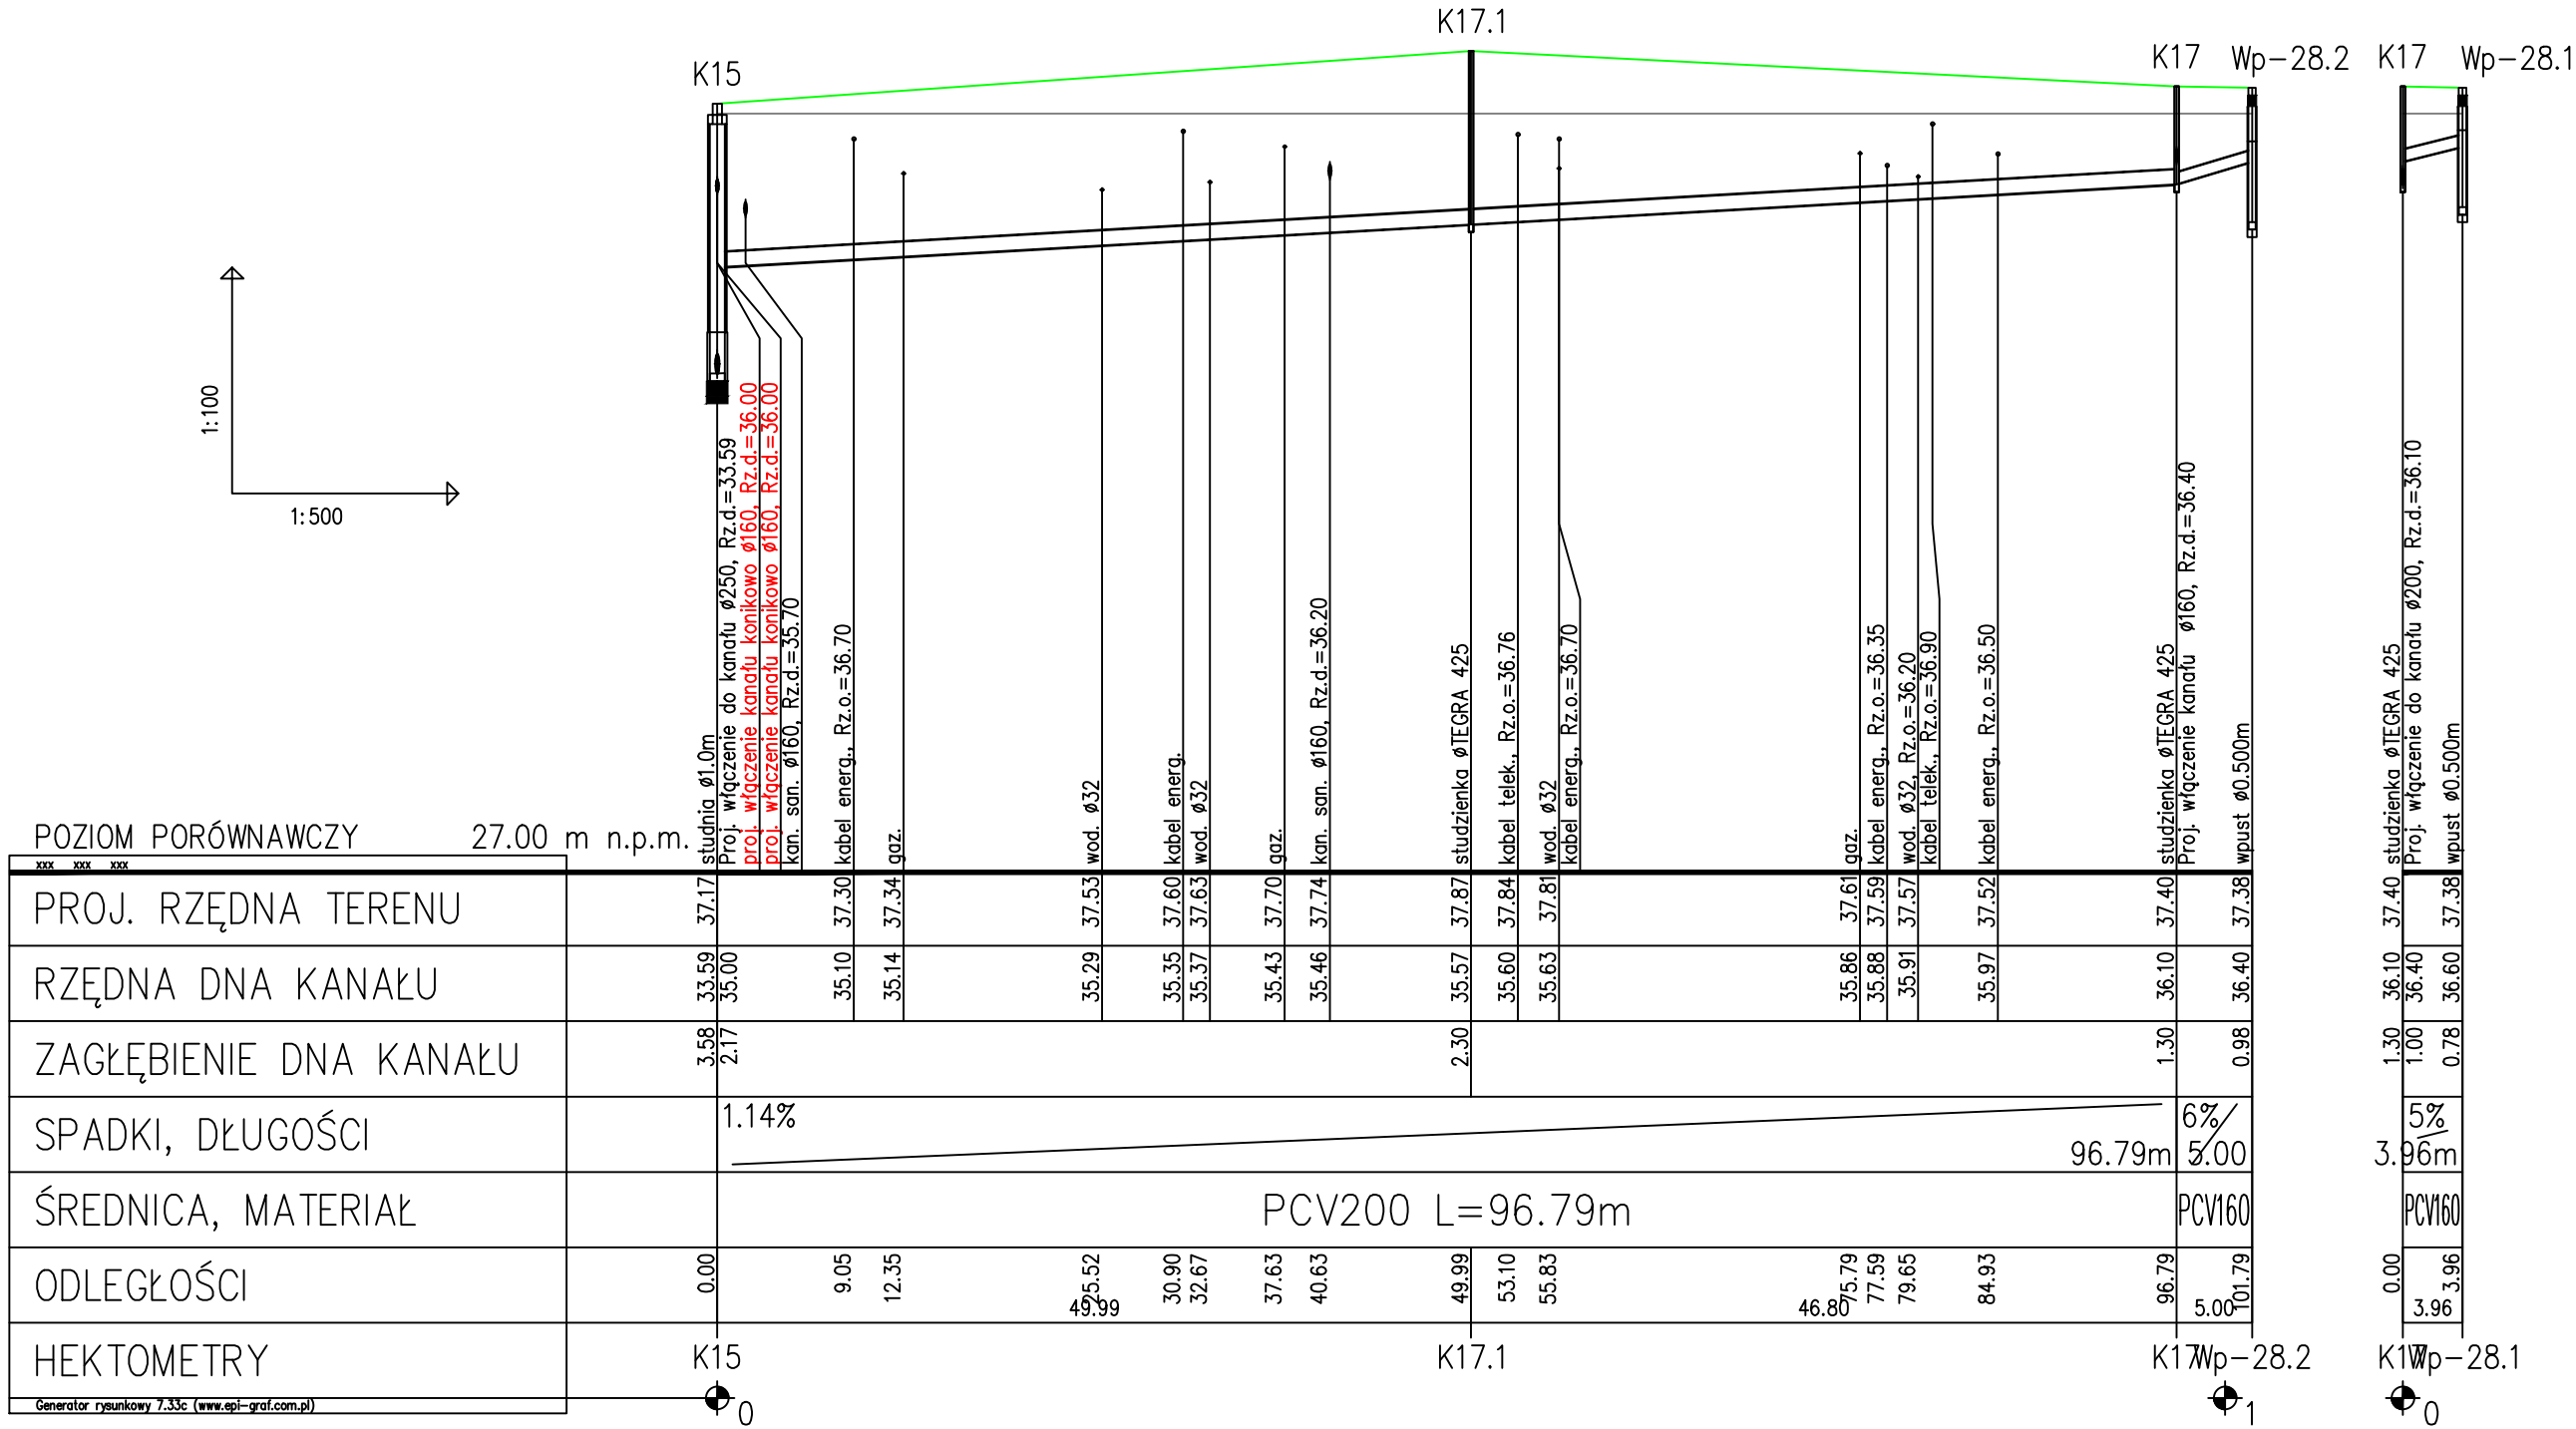 K17.1
K15
K17
Wp-28.2
K17
Wp-28.1
1:100
1:500
studnia ø1.0m
Proj. włączenie do kanału ø250, Rz.d.=33.59
proj. włączenie kanału konikowo ø160, Rz.d.=36.00
proj. włączenie kanału konikowo ø160, Rz.d.=36.00
kan. san. ø160, Rz.d.=35.70
kabel energ., Rz.o.=36.70
gaz.
wod. ø32
kabel energ.
wod. ø32
gaz.
kan. san. ø160, Rz.d.=36.20
studzienka øTEGRA 425
kabel telek., Rz.o.=36.76
wod. ø32
kabel energ., Rz.o.=36.70
gaz.
kabel energ., Rz.o.=36.35
wod. ø32, Rz.o.=36.20
kabel telek., Rz.o.=36.90
kabel energ., Rz.o.=36.50
studzienka øTEGRA 425
Proj. włączenie kanału ø160, Rz.d.=36.40
wpust ø0.500m
studzienka øTEGRA 425
Proj. włączenie do kanału ø200, Rz.d.=36.10
wpust ø0.500m
POZIOM PORÓWNAWCZY 27.00 m n.p.m.
xxx xxx xxx
PROJ. RZĘDNA TERENU 37.17 37.30 37.34 37.53 37.60 37.63 37.70 37.74 37.87 37.84 37.81 37.61 37.59 37.57 37.52 37.40 37.38 37.40 37.38
RZĘDNA DNA KANAŁU 33.59 35.00 35.10 35.14 35.29 35.35 35.37 35.43 35.46 35.57 35.60 35.63 35.86 35.88 35.91 35.97 36.10 36.40 36.10 36.40 36.60
ZAGŁĘBIENIE DNA KANAŁU 3.58 2.17 2.30 1.30 0.98 1.30 1.00 0.78
SPADKI, DŁUGOŚCI 1.14% 96.79m 6% 5.00 5% 3.96m
ŚREDNICA, MATERIAŁ PCV200 L=96.79m PCV160 PCV160
ODLEGŁOŚCI 0.00 9.05 12.35 25.52 30.90 32.67 37.63 40.63 49.99 53.10 55.83 75.79 77.59 79.65 84.93 96.79 101.79 0.00 3.96
49.99 46.80 5.00 3.96
HEKTOMETRY K15 K17.1 K17 Wp-28.2 K17 Wp-28.1
Generator rysunkowy 7.33c (www.epi-graf.com.pl)
0 1 0